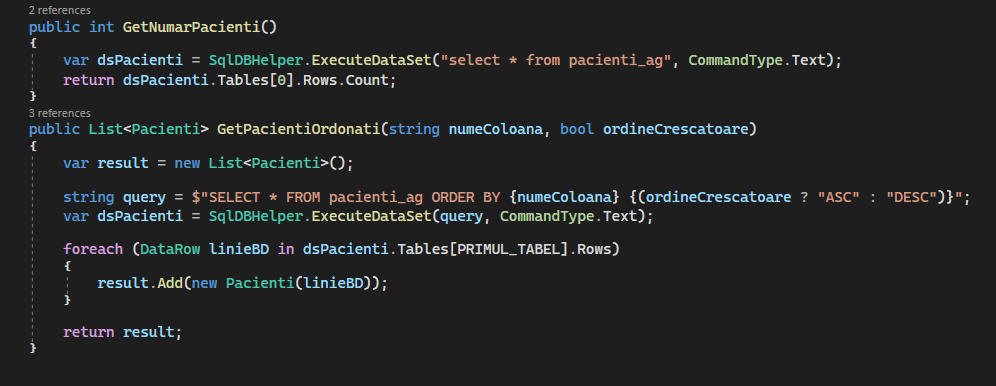 2 references
public int GetNumarPacienti()
{
var dsPacienti = SqlDBHelper.ExecuteDataSet("select * from pacienti_ag", CommandType.Text);
return dsPacienti.Tables[0].Rows.Count;
}
3 references
public List<Pacienti> GetPacientiOrdonati(string numeColoana, bool ordineCrescatoare)
{
var result = new List<Pacienti>();
string query = $"SELECT * FROM pacienti_ag ORDER BY {numeColoana} {(ordineCrescatoare ? "ASC" : "DESC")}";
var dsPacienti = SqlDBHelper.ExecuteDataSet(query, CommandType.Text);
foreach (DataRow linieBD in dsPacienti.Tables[PRIMUL_TABEL].Rows)
{
result.Add(new Pacienti(linieBD));
}
return result;
}